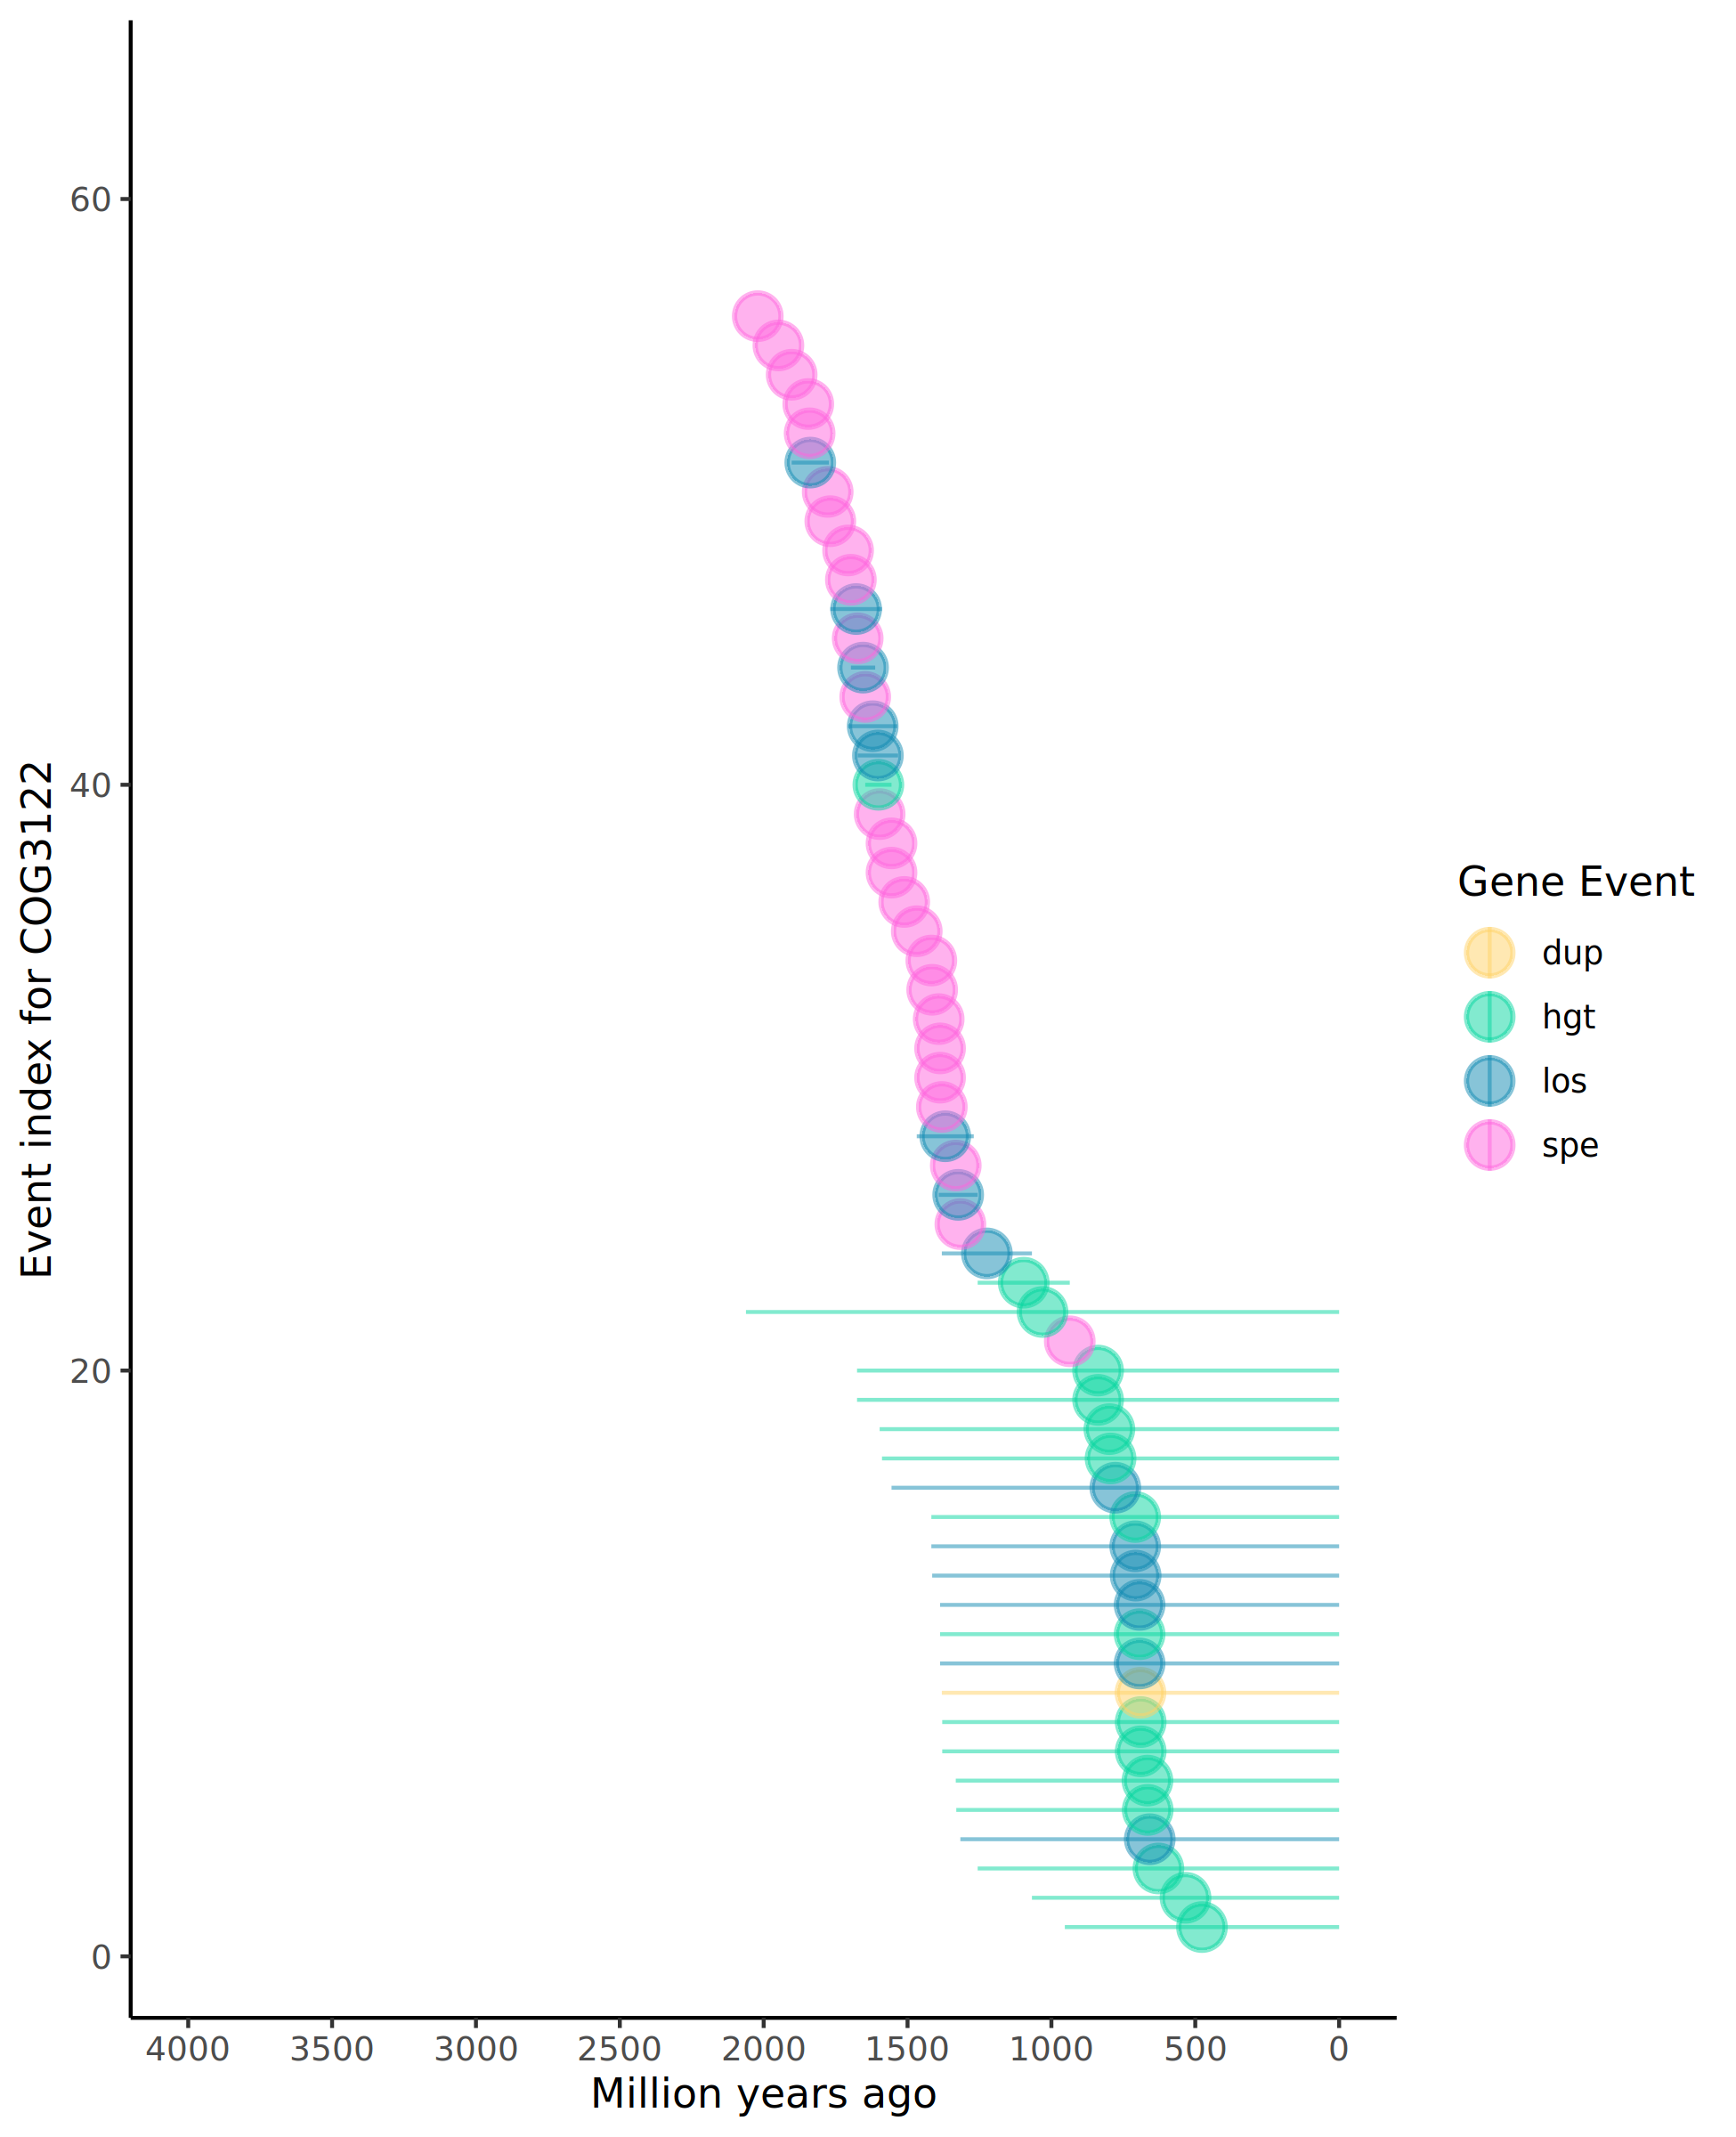 60
40
20
0
Event index for COG3122
4000 3500 3000 2500 2000 1500 1000 500 0
Million years ago
Gene Event
dup
hgt
los
spe